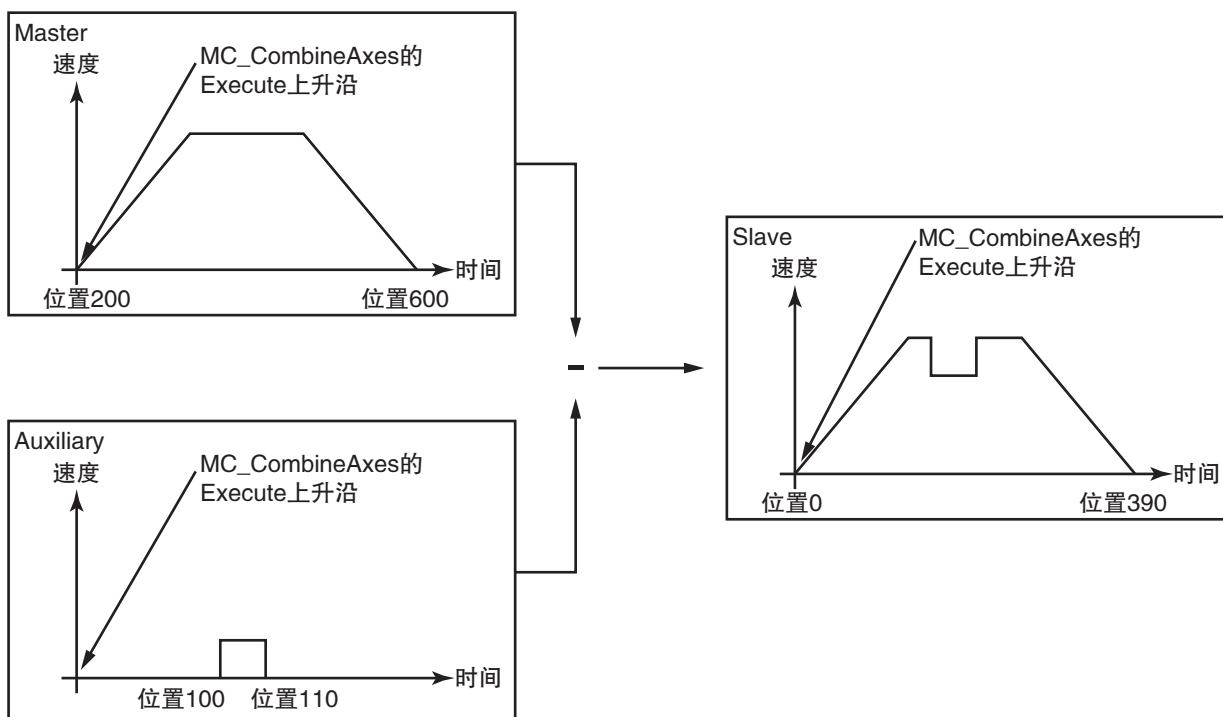 Master
速度
MC_CombineAxes的
Execute上升沿
时间
位置200
位置600
-
Auxiliary
速度
MC_CombineAxes的
Execute上升沿
时间
位置100
位置110
Slave
速度
MC_CombineAxes的
Execute上升沿
时间
位置0
位置390